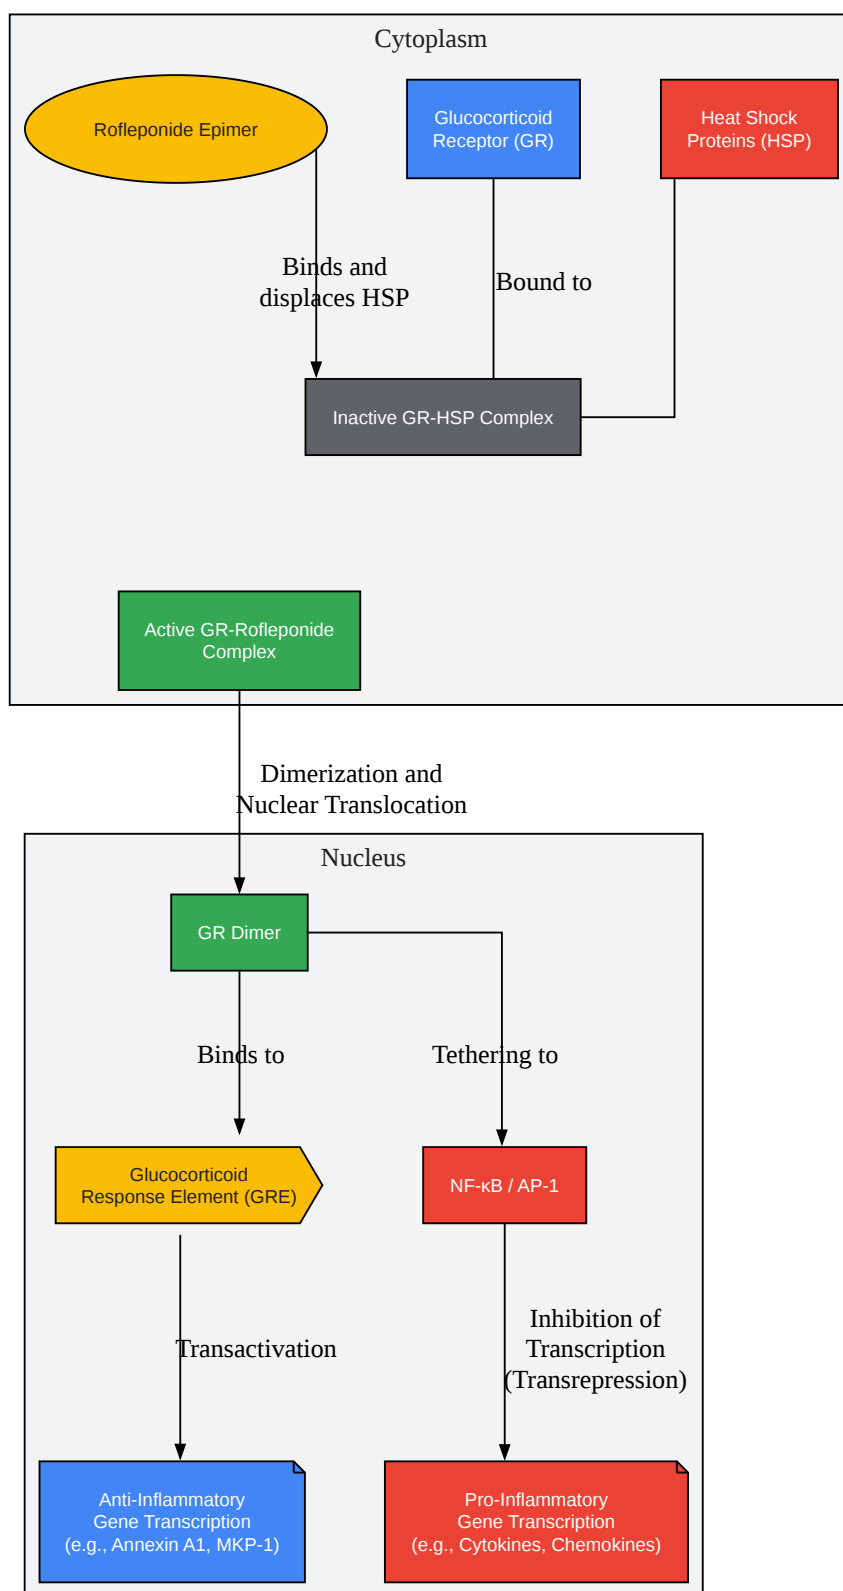 Cytoplasm
Rofleponide Epimer
Glucocorticoid
Receptor (GR)
Heat Shock
Proteins (HSP)
Binds and
displaces HSP
Bound to
Inactive GR-HSP Complex
Active GR-Rofleponide
Complex
Dimerization and
Nuclear Translocation
Nucleus
GR Dimer
Binds to
Tethering to
Glucocorticoid
Response Element (GRE)
NF-κB / AP-1
Transactivation
Inhibition of
Transcription
(Transrepression)
Anti-Inflammatory
Gene Transcription
(e.g., Annexin A1, MKP-1)
Pro-Inflammatory
Gene Transcription
(e.g., Cytokines, Chemokines)